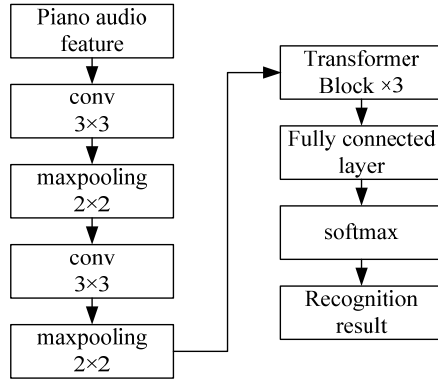 Piano audio
feature
conv
3×3
maxpooling
2×2
conv
3×3
maxpooling
2×2
Transformer
Block ×3
Fully connected
layer
softmax
Recognition
result